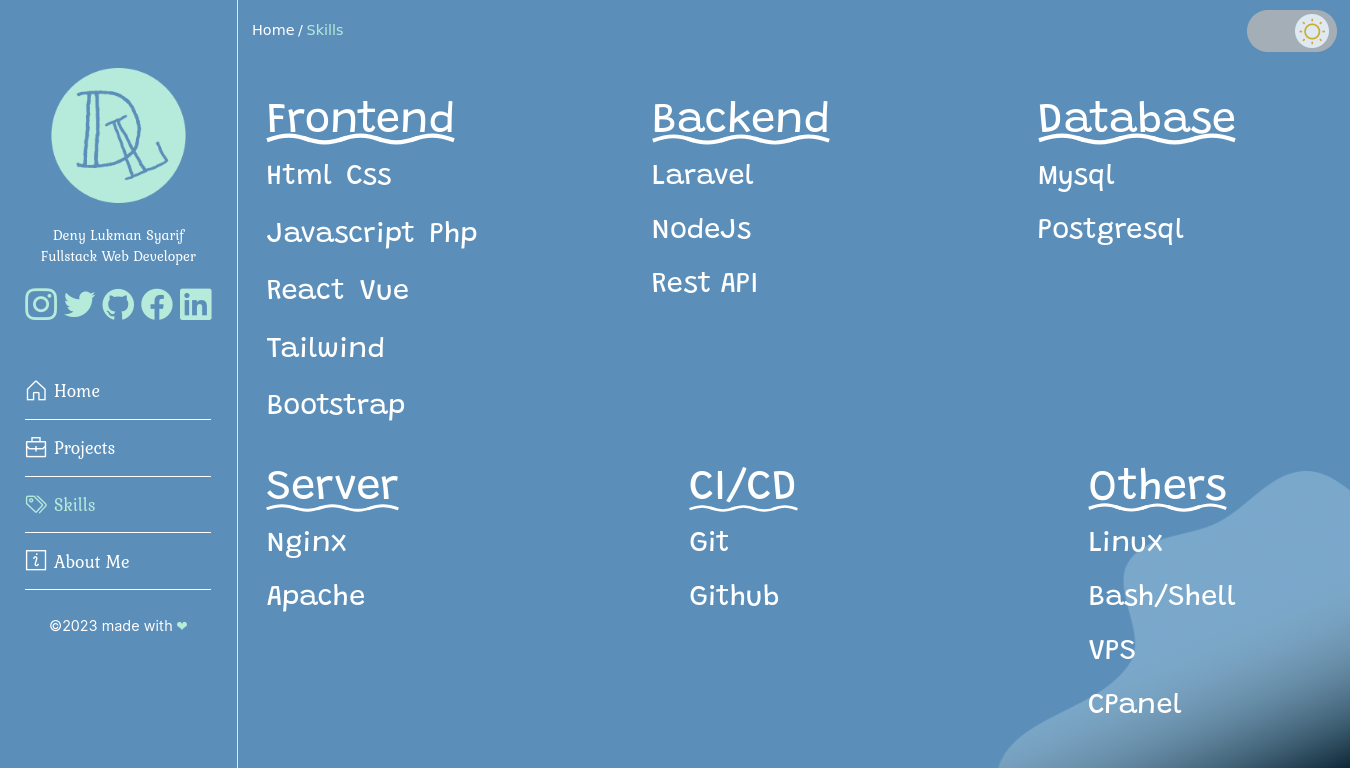 DL
Deny Lukman Syarif
Fullstack Web Developer
Home
Projects
Skills
About Me
©2023 made with ❤
Home / Skills
Frontend
Html Css
Javascript Php
React Vue
Tailwind
Bootstrap
Backend
Laravel
NodeJs
Rest API
Database
Mysql
Postgresql
Server
Nginx
Apache
CI/CD
Git
Github
Others
Linux
Bash/Shell
VPS
CPanel